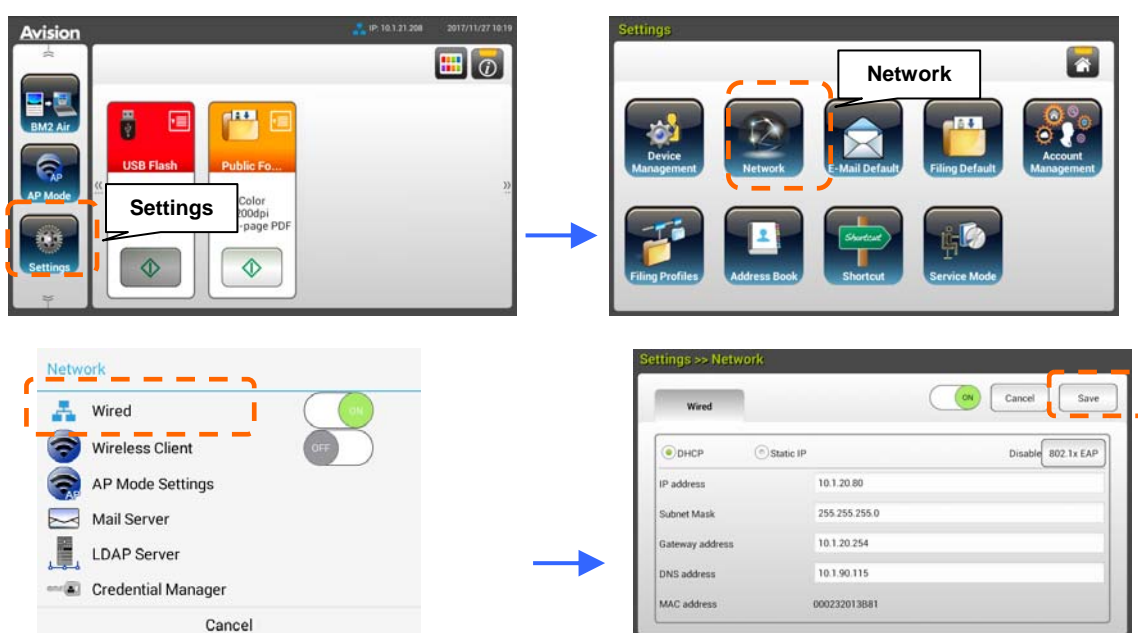 Avision
IP: 10.1.21.208 2017/11/27 10:19
BM2 Air
AP
AP Mode
Settings
USB Flash
Public Fo...
Color
200dpi
-page PDF
Settings
Settings
Network
Device
Management
Network
E-Mail Default
Filing Default
Account
Management
Filing Profiles
Address Book
Shortcut
Shortcut
Service Mode
Network
Wired ON
Wireless Client OFF
AP
AP Mode Settings
Mail Server
LDAP Server
Credential Manager
Cancel
Settings >> Network
Wired ON Cancel Save
DHCP Static IP Disable 802.1x EAP
IP address 10.1.20.80
Subnet Mask 255.255.255.0
Gateway address 10.1.20.254
DNS address 10.1.90.115
MAC address 000232013B81